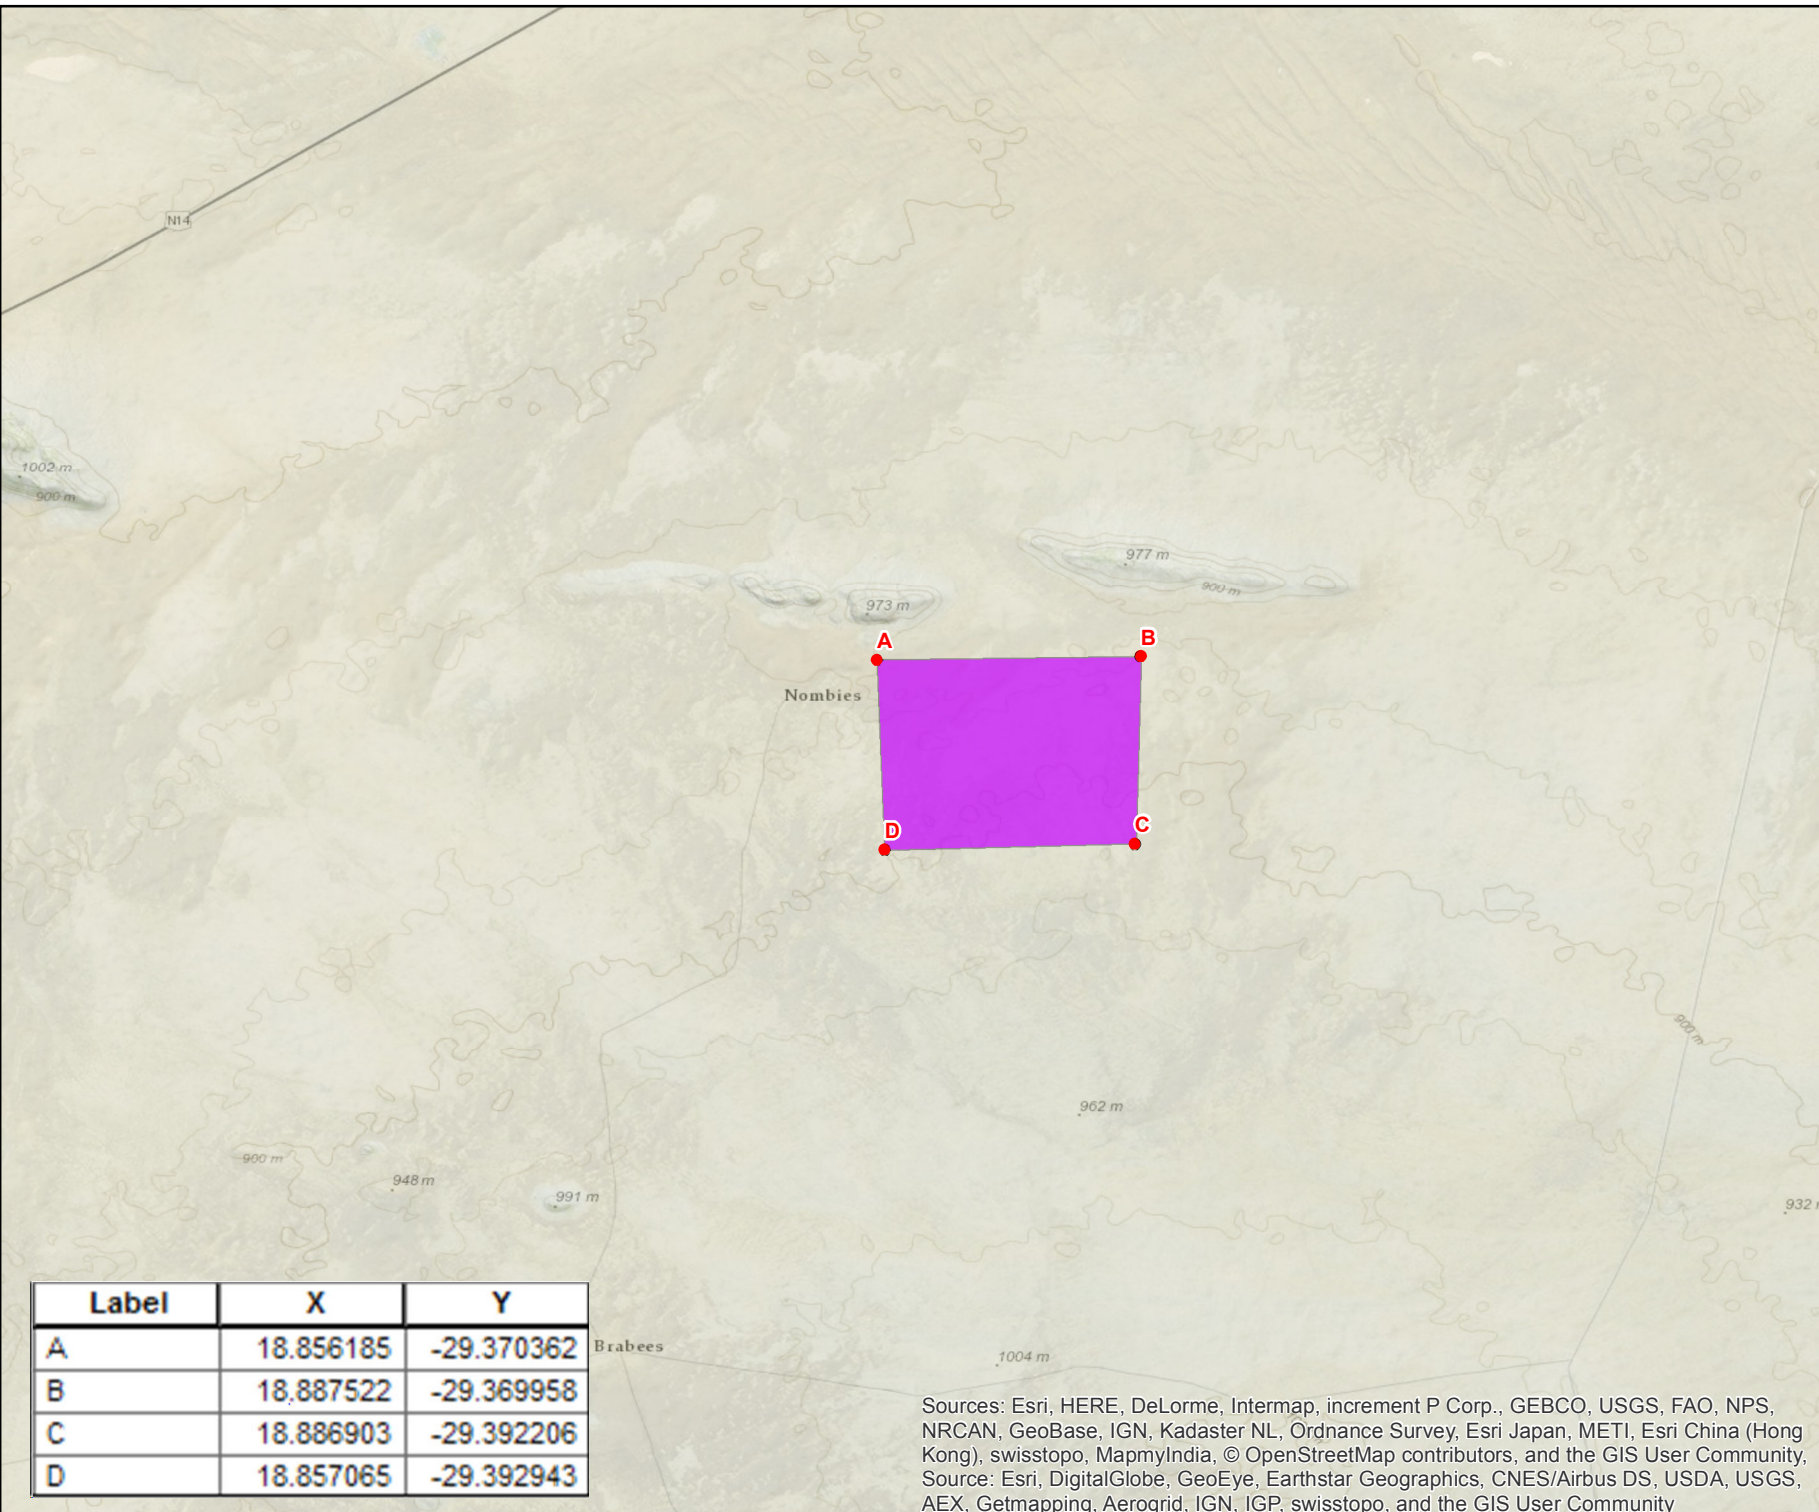 N14
1002 m
900 m
977 m
900 m
973 m
A
B
Nombies
D
C
900 m
962 m
900 m
948 m
991 m
932
Label X Y
A 18.856185 -29.370362
B 18.887522 -29.369958
C 18.886903 -29.392206
D 18.857065 -29.392943
Brabees
1004 m
Sources: Esri, HERE, DeLorme, Intermap, increment P Corp., GEBCO, USGS, FAO, NPS,
NRCAN, GeoBase, IGN, Kadaster NL, Ordnance Survey, Esri Japan, METI, Esri China (Hong
Kong), swisstopo, MapmyIndia, © OpenStreetMap contributors, and the GIS User Community,
Source: Esri, DigitalGlobe, GeoEye, Earthstar Geographics, CNES/Airbus DS, USDA, USGS,
AEX, Getmapping, Aerogrid, IGN, IGP, swisstopo, and the GIS User Community